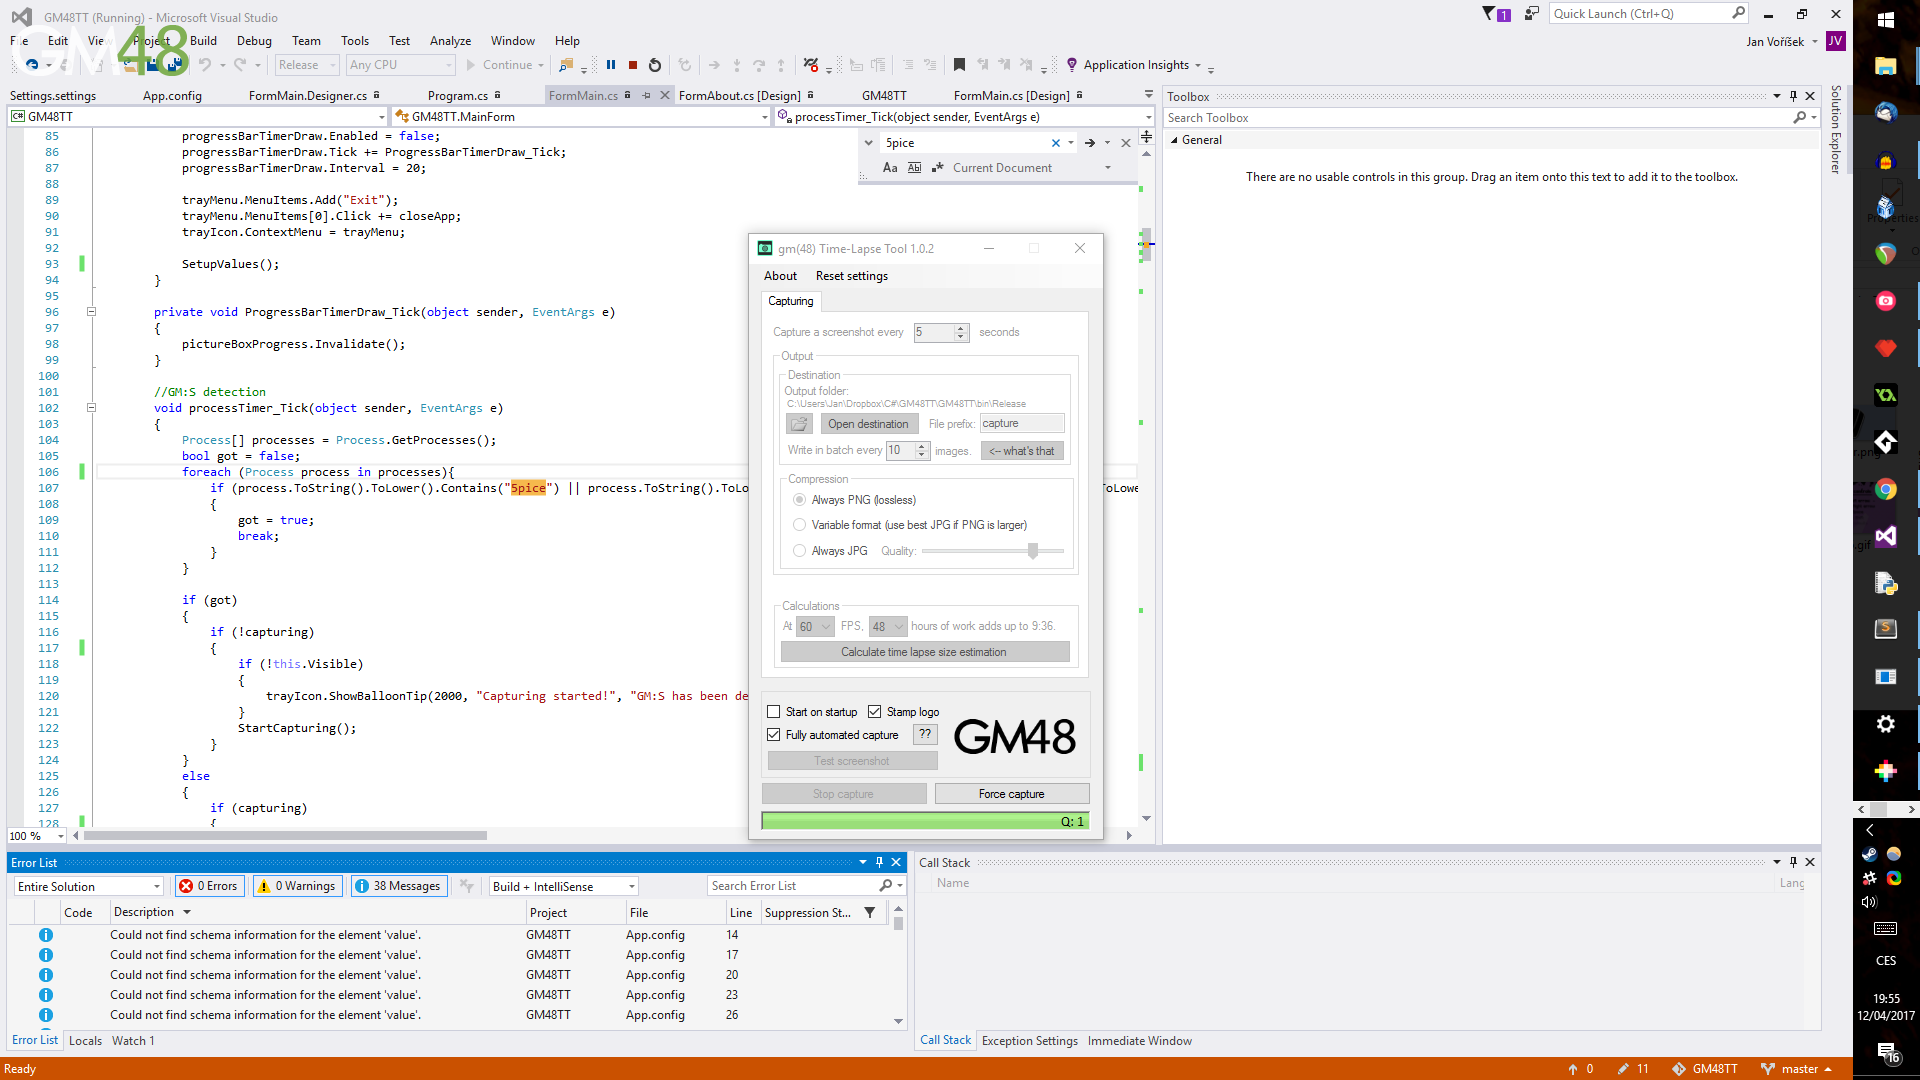 GM48TT (Running) - Microsoft Visual Studio
1
Quick Launch (Ctrl+Q)
File Edit View Project Build Debug Team Tools Test Analyze Window Help
Jan Voříšek JV
GM48
Release Any CPU Continue Application Insights
Settings.settings App.config FormMain.Designer.cs Program.cs FormMain.cs FormAbout.cs [Design] GM48TT FormMain.cs [Design]
C# GM48TT GM48TT.MainForm processTimer_Tick(object sender, EventArgs e)
85 progressBarTimerDraw.Enabled = false;
86 progressBarTimerDraw.Tick += ProgressBarTimerDraw_Tick;
87 progressBarTimerDraw.Interval = 20;
88
89 trayMenu.MenuItems.Add("Exit");
90 trayMenu.MenuItems[0].Click += closeApp;
91 trayIcon.ContextMenu = trayMenu;
92
93 SetupValues();
94 }
95
96 private void ProgressBarTimerDraw_Tick(object sender, EventArgs e)
97 {
98 pictureBoxProgress.Invalidate();
99 }
100
101 //GM:S detection
102 void processTimer_Tick(object sender, EventArgs e)
103 {
104 Process[] processes = Process.GetProcesses();
105 bool got = false;
106 foreach (Process process in processes){
107 if (process.ToString().ToLower().Contains("5pice") || process.ToString().ToLo
oLowe
108 {
109 got = true;
110 break;
111 }
112 }
113
114 if (got)
115 {
116 if (!capturing)
117 {
118 if (!this.Visible)
119 {
120 trayIcon.ShowBalloonTip(2000, "Capturing started!", "GM:S has been de
121 }
122 StartCapturing();
123 }
124 }
125 else
126 {
127 if (capturing)
128 {
100 %
5pice
Aa Abl Current Document
gm(48) Time-Lapse Tool 1.0.2
About Reset settings
Capturing
Capture a screenshot every 5 seconds
Output
Destination
Output folder:
C:\Users\Jan\Dropbox\C#\GM48TT\GM48TT\bin\Release
Open destination File prefix: capture
Write in batch every 10 images. <-- what's that
Compression
Always PNG (lossless)
Variable format (use best JPG if PNG is larger)
Always JPG Quality:
Calculations
At 60 FPS, 48 hours of work adds up to 9:36.
Calculate time lapse size estimation
Start on startup Stamp logo
Fully automated capture ??
Test screenshot
GM48
Stop capture Force capture
Q: 1
Toolbox
Search Toolbox
General
There are no usable controls in this group. Drag an item onto this text to add it to the toolbox.
Solution Explorer
Properties
Error List
Entire Solution 0 Errors 0 Warnings 38 Messages Build + IntelliSense Search Error List
Code Description Project File Line Suppression St...
Could not find schema information for the element 'value'. GM48TT App.config 14
Could not find schema information for the element 'value'. GM48TT App.config 17
Could not find schema information for the element 'value'. GM48TT App.config 20
Could not find schema information for the element 'value'. GM48TT App.config 23
Could not find schema information for the element 'value'. GM48TT App.config 26
Error List Locals Watch 1
Call Stack
Name Lang
Call Stack Exception Settings Immediate Window
Ready
0 11 GM48TT master
CES
19:55
12/04/2017
16